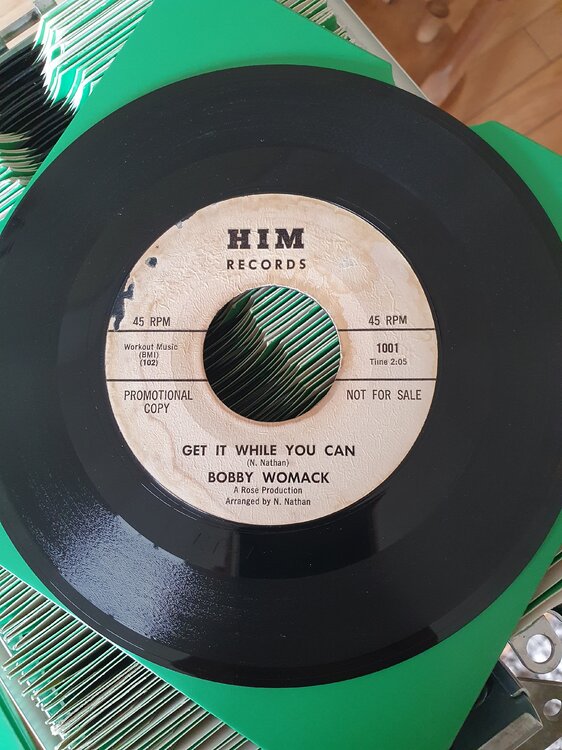 HIM
RECORDS
45 RPM
45 RPM
Workout Music
(BMI)
(102)
1001
Time 2:05
PROMOTIONAL
COPY
NOT FOR SALE
GET IT WHILE YOU CAN
(N. Nathan)
BOBBY WOMACK
A Rose Production
Arranged by N. Nathan